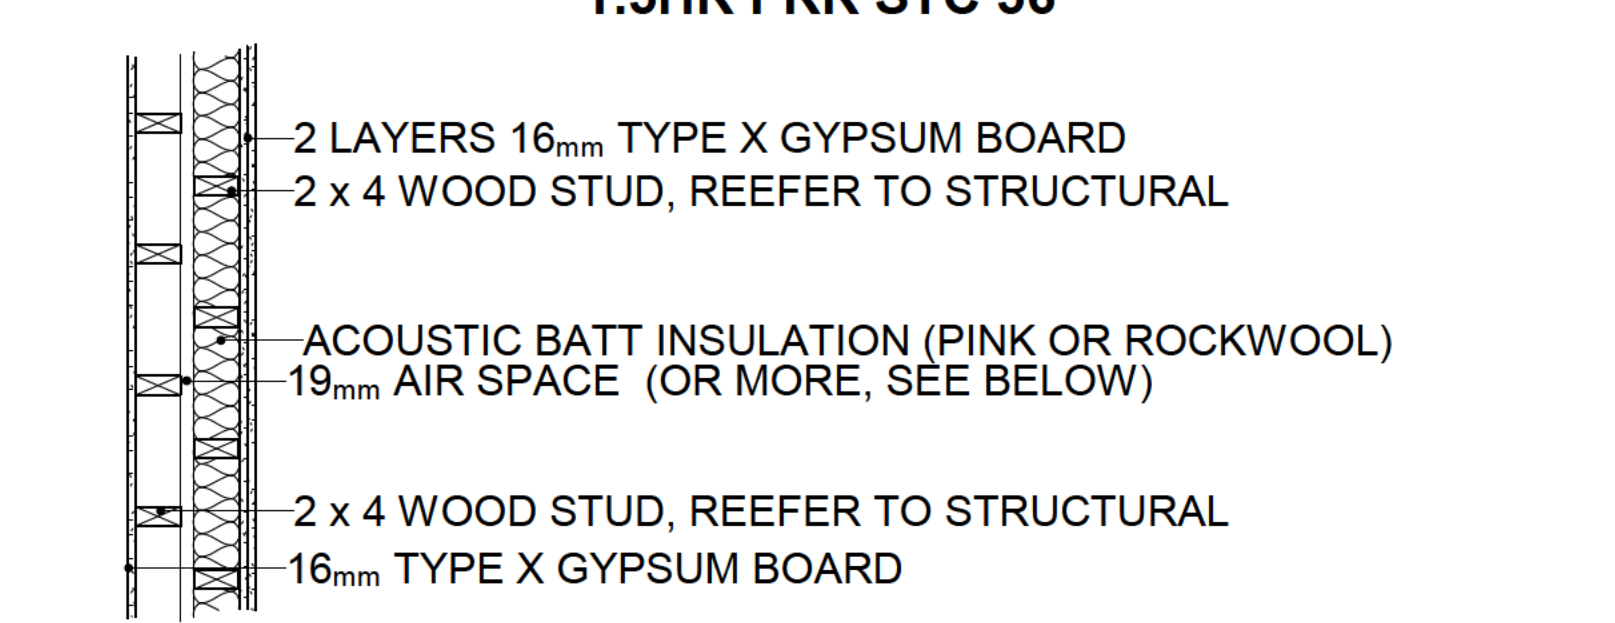 2 LAYERS 16mm TYPE X GYPSUM BOARD
2 x 4 WOOD STUD, REEFER TO STRUCTURAL
ACOUSTIC BATT INSULATION (PINK OR ROCKWOOL)
19mm AIR SPACE (OR MORE, SEE BELOW)
2 x 4 WOOD STUD, REEFER TO STRUCTURAL
16mm TYPE X GYPSUM BOARD